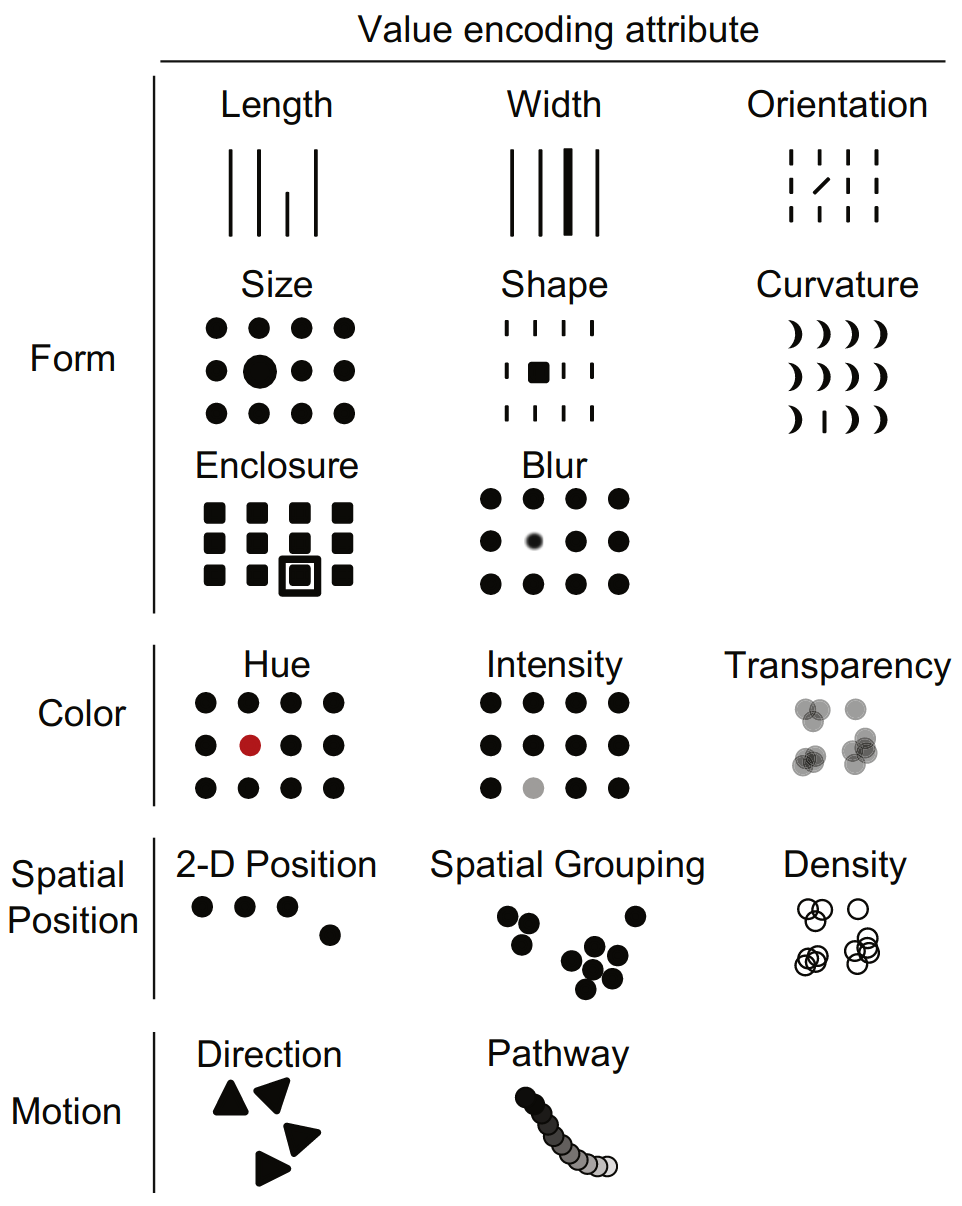 Value encoding attribute
Length
Width
Orientation
Form
Size
Shape
Curvature
Enclosure
Blur
Color
Hue
Intensity
Transparency
Spatial
Position
2-D Position
Spatial Grouping
Density
Motion
Direction
Pathway